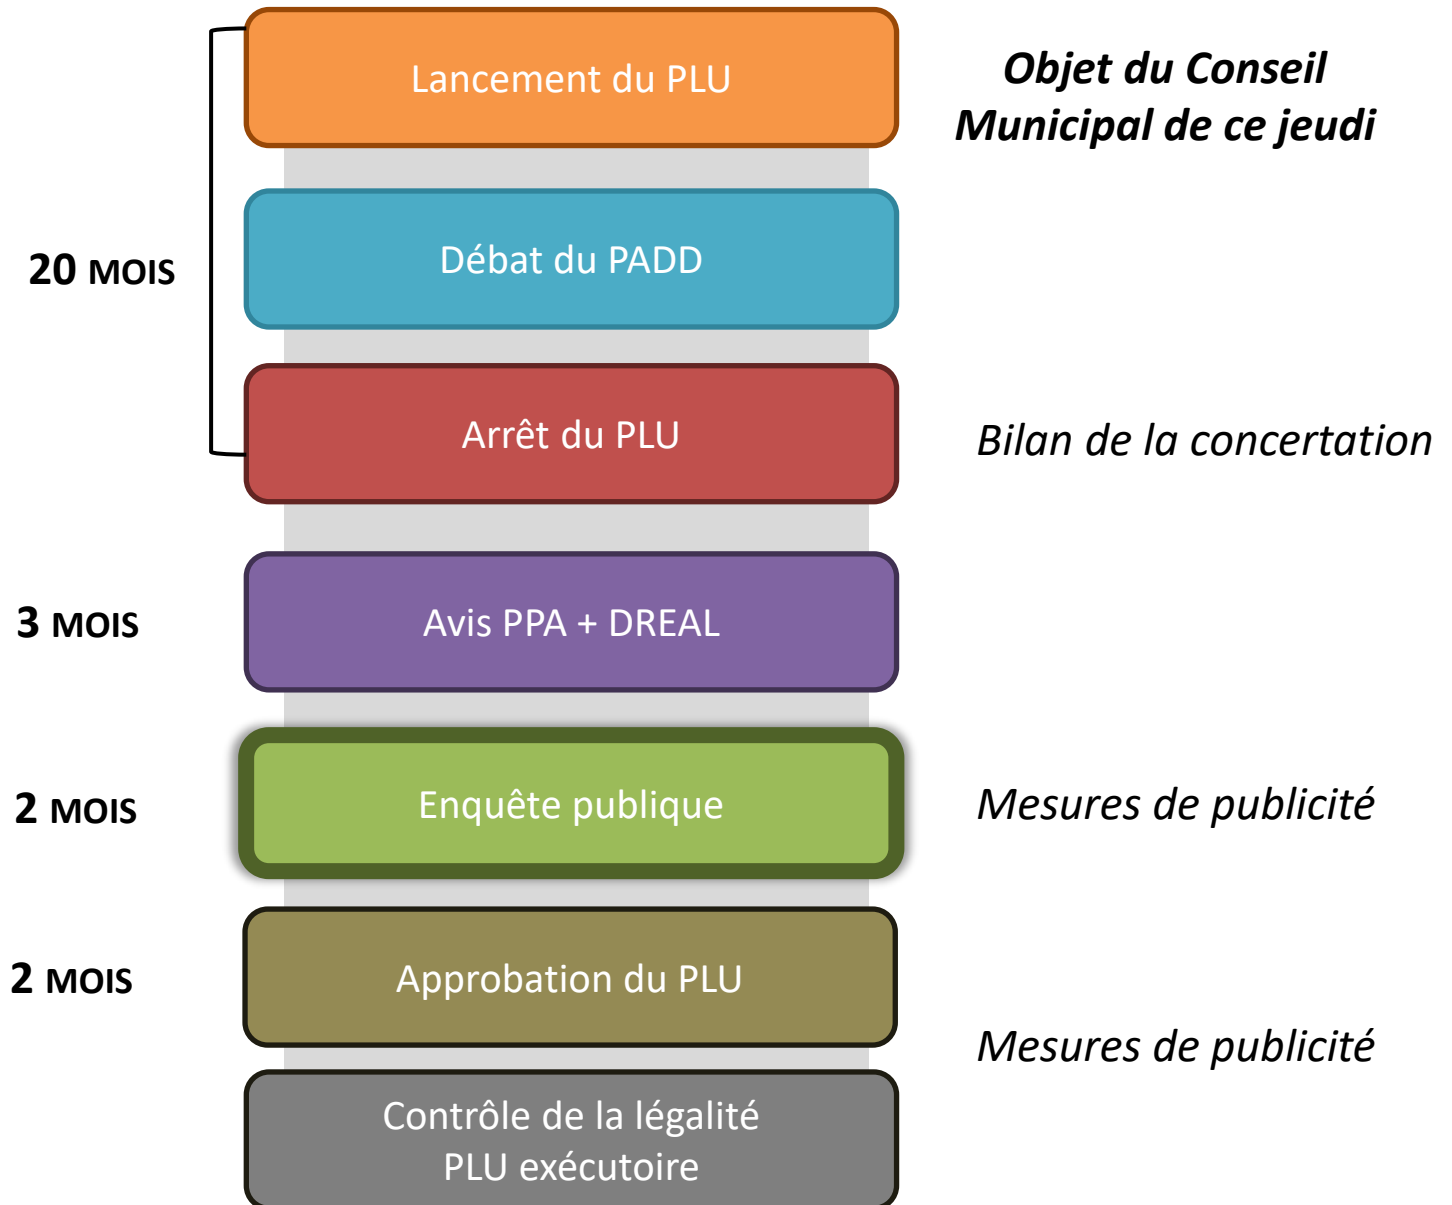 Lancement du PLU
Objet du Conseil
Municipal de ce jeudi
20 MOIS
Débat du PADD
Arrêt du PLU
Bilan de la concertation
3 MOIS
Avis PPA + DREAL
2 MOIS
Enquête publique
Mesures de publicité
2 MOIS
Approbation du PLU
Mesures de publicité
Contrôle de la légalité
PLU exécutoire